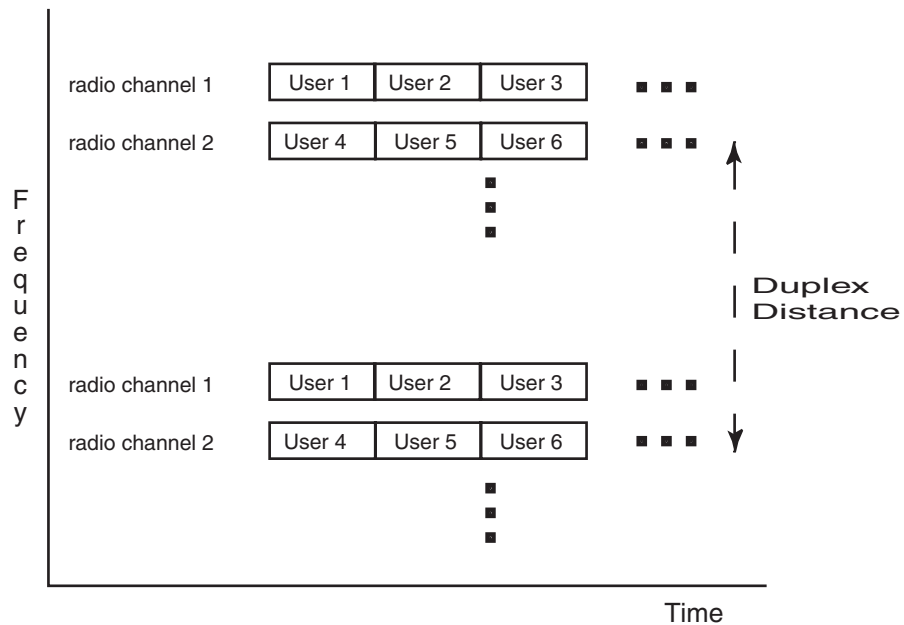 radio channel 1 User 1 User 2 User 3
radio channel 2 User 4 User 5 User 6
Frequency
Duplex
Distance
radio channel 1 User 1 User 2 User 3
radio channel 2 User 4 User 5 User 6
Time